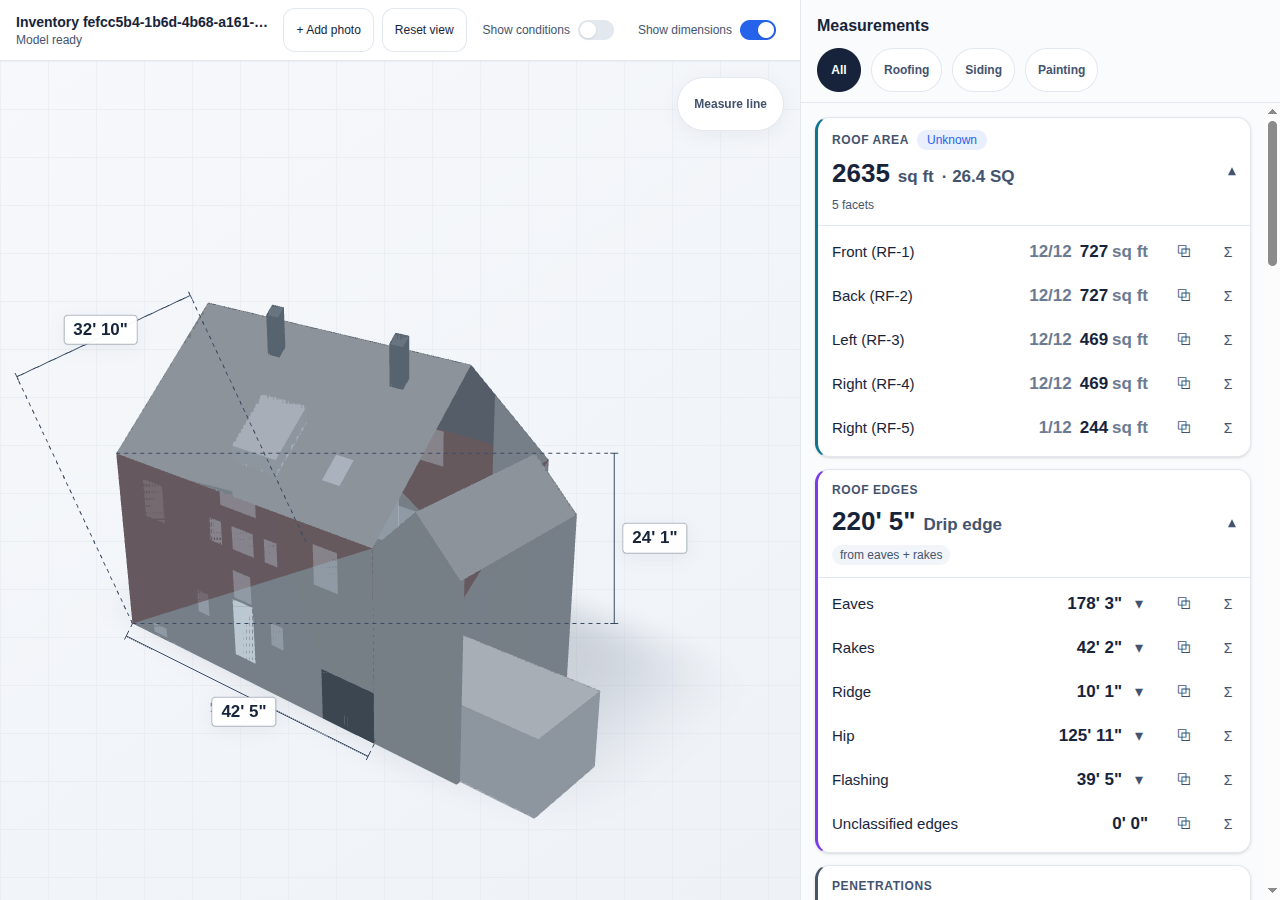 Inventory fefcc5b4-1b6d-4b68-a161-…
Model ready
+ Add photo
Reset view
Show conditions
Show dimensions
Measure line
32' 10"
24' 1"
42' 5"
Measurements
All
Roofing
Siding
Painting
ROOF AREA Unknown
2635 sq ft · 26.4 SQ
▲
5 facets
Front (RF-1) 12/12 727 sq ft Σ
Back (RF-2) 12/12 727 sq ft Σ
Left (RF-3) 12/12 469 sq ft Σ
Right (RF-4) 12/12 469 sq ft Σ
Right (RF-5) 1/12 244 sq ft Σ
ROOF EDGES
220' 5" Drip edge
▲
from eaves + rakes
Eaves 178' 3" ▼ Σ
Rakes 42' 2" ▼ Σ
Ridge 10' 1" ▼ Σ
Hip 125' 11" ▼ Σ
Flashing 39' 5" ▼ Σ
Unclassified edges 0' 0" Σ
PENETRATIONS